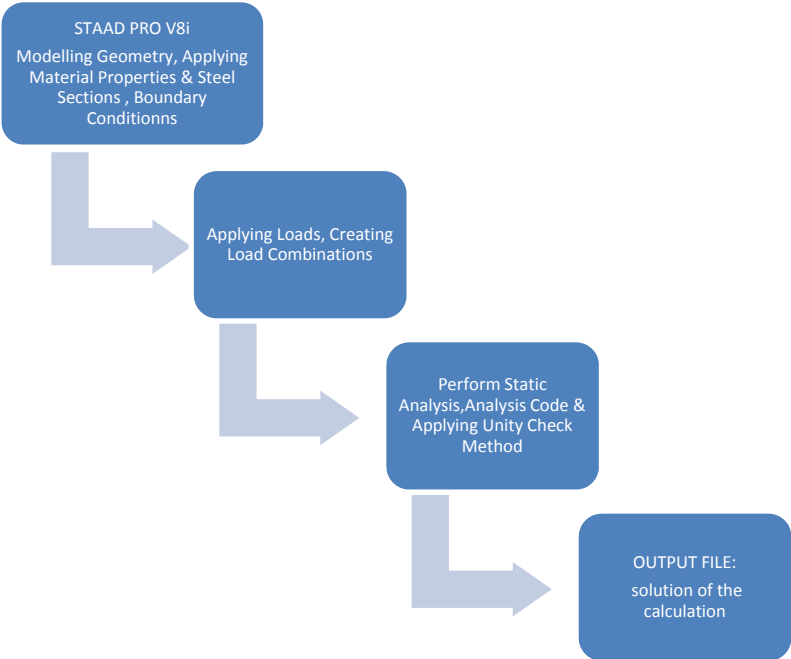 STAAD PRO V8i
Modelling Geometry, Applying
Material Properties & Steel
Sections , Boundary
Conditionns
Applying Loads, Creating
Load Combinations
Perform Static
Analysis,Analysis Code &
Applying Unity Check
Method
OUTPUT FILE:
solution of the
calculation